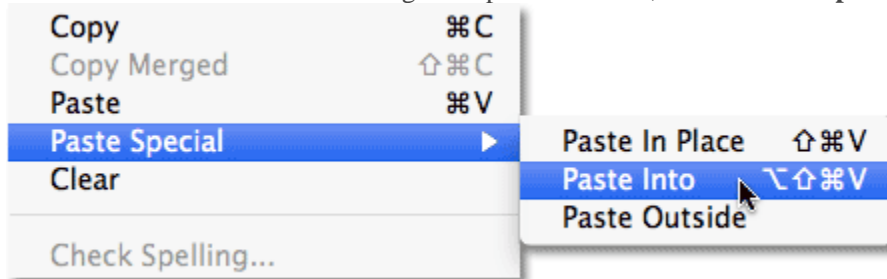 Copy ⌘C
Copy Merged ⇧⌘C
Paste ⌘V
Paste Special ▶
Paste In Place ⇧⌘V
Clear
Paste Into ⌥⇧⌘V
Paste Outside
Check Spelling...